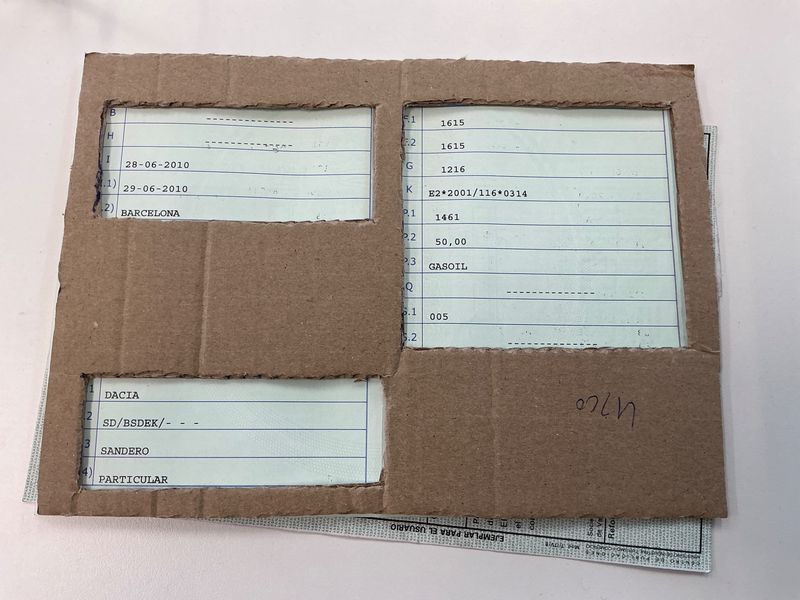 B ---------------
H ---------------
I 28-06-2010
.1) 29-06-2010
.2) BARCELONA
F.1 1615
F.2 1615
G 1216
K E2*2001/116*0314
P.1 1461
P.2 50,00
P.3 GASOIL
Q ---------------
S.1 005
S.2 ---------------
1 DACIA
2 SD/BSDEK/- - -
3 SANDERO
4) PARTICULAR
EJEMPLAR PARA EL USUARIO